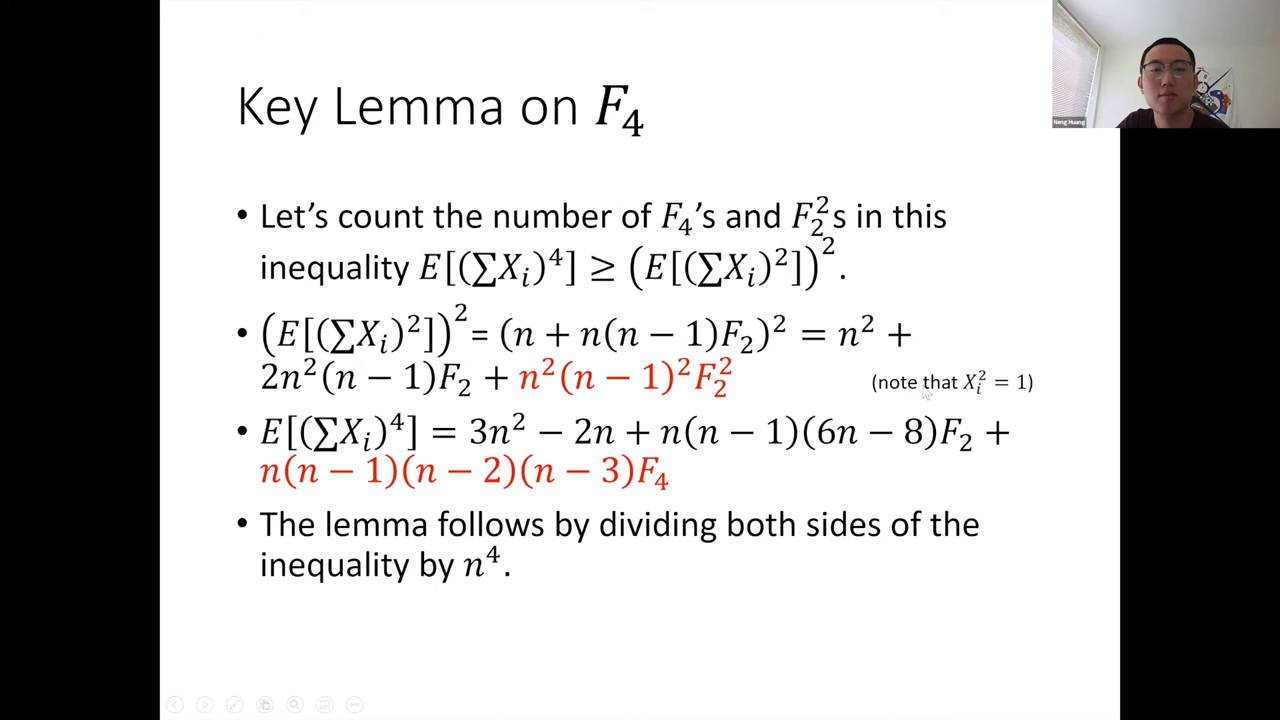 Key Lemma on F₄
Neng Huang
• Let's count the number of F₄'s and F₂²s in this
inequality E[(∑Xᵢ)⁴] ≥ (E[(∑Xᵢ)²])².
• (E[(∑Xᵢ)²])²= (n + n(n − 1)F₂)² = n² +
2n²(n − 1)F₂ + n²(n − 1)²F₂²
(note that Xᵢ² = 1)
• E[(∑Xᵢ)⁴] = 3n² − 2n + n(n − 1)(6n − 8)F₂ +
n(n − 1)(n − 2)(n − 3)F₄
• The lemma follows by dividing both sides of the
inequality by n⁴.